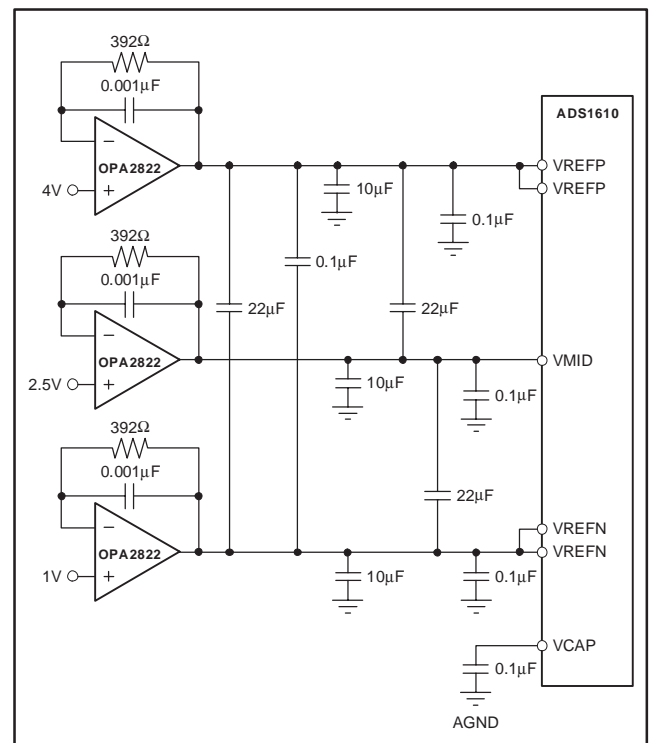 392Ω
0.001μF
OPA2822
4V
ADS1610
VREFP
VREFP
10μF
0.1μF
0.1μF
392Ω
0.001μF
22μF
22μF
OPA2822
2.5V
VMID
10μF
0.1μF
392Ω
0.001μF
22μF
OPA2822
1V
VREFN
VREFN
10μF
0.1μF
VCAP
0.1μF
AGND